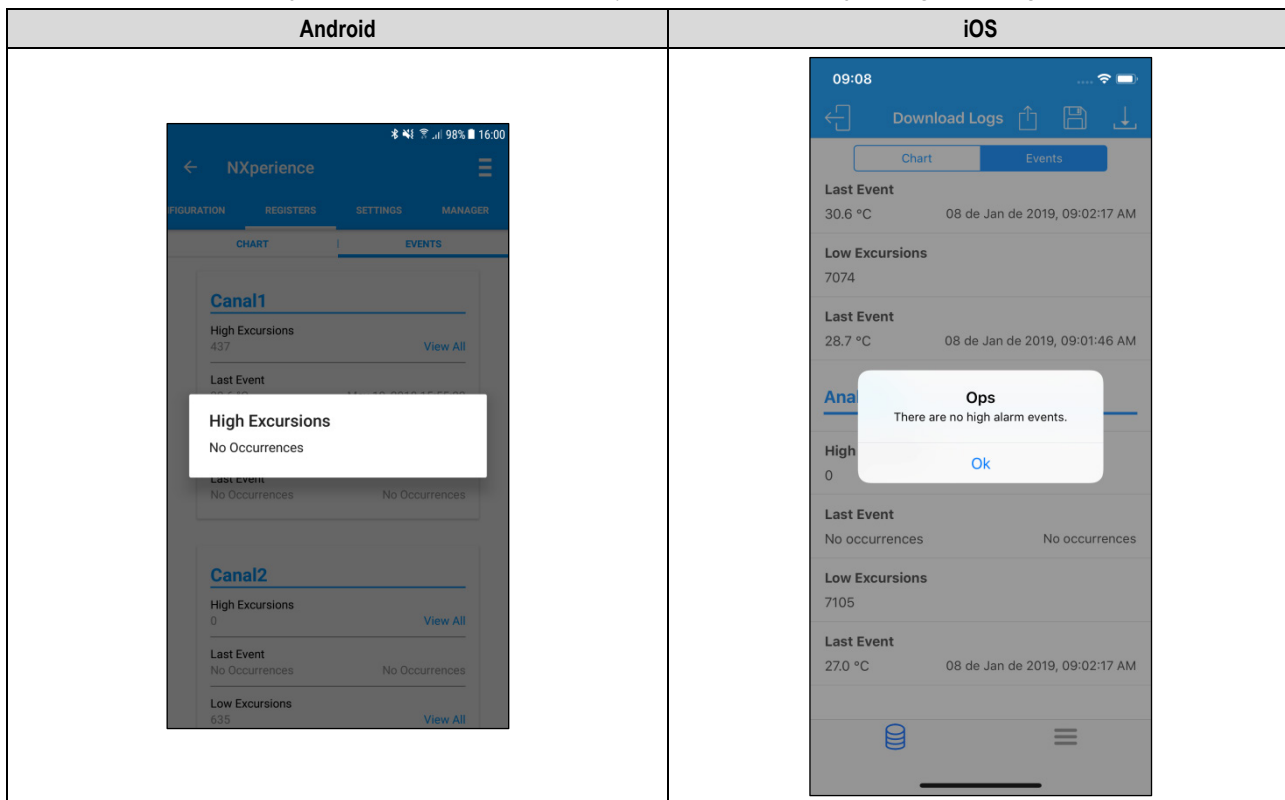 Android
iOS
98% 16:00
NXperience
FIGURATION REGISTERS SETTINGS MANAGER
CHART | EVENTS
Canal1
High Excursions
437 View All
Last Event
High Excursions
No Occurrences
Last Event
No Occurrences No Occurrences
Canal2
High Excursions
0 View All
Last Event
No Occurrences No Occurrences
Low Excursions
635 View All
09:08
Download Logs
Chart Events
Last Event
30.6 °C 08 de Jan de 2019, 09:02:17 AM
Low Excursions
7074
Last Event
28.7 °C 08 de Jan de 2019, 09:01:46 AM
Anal
Ops
There are no high alarm events.
Ok
High
0
Last Event
No occurrences No occurrences
Low Excursions
7105
Last Event
27.0 °C 08 de Jan de 2019, 09:02:17 AM